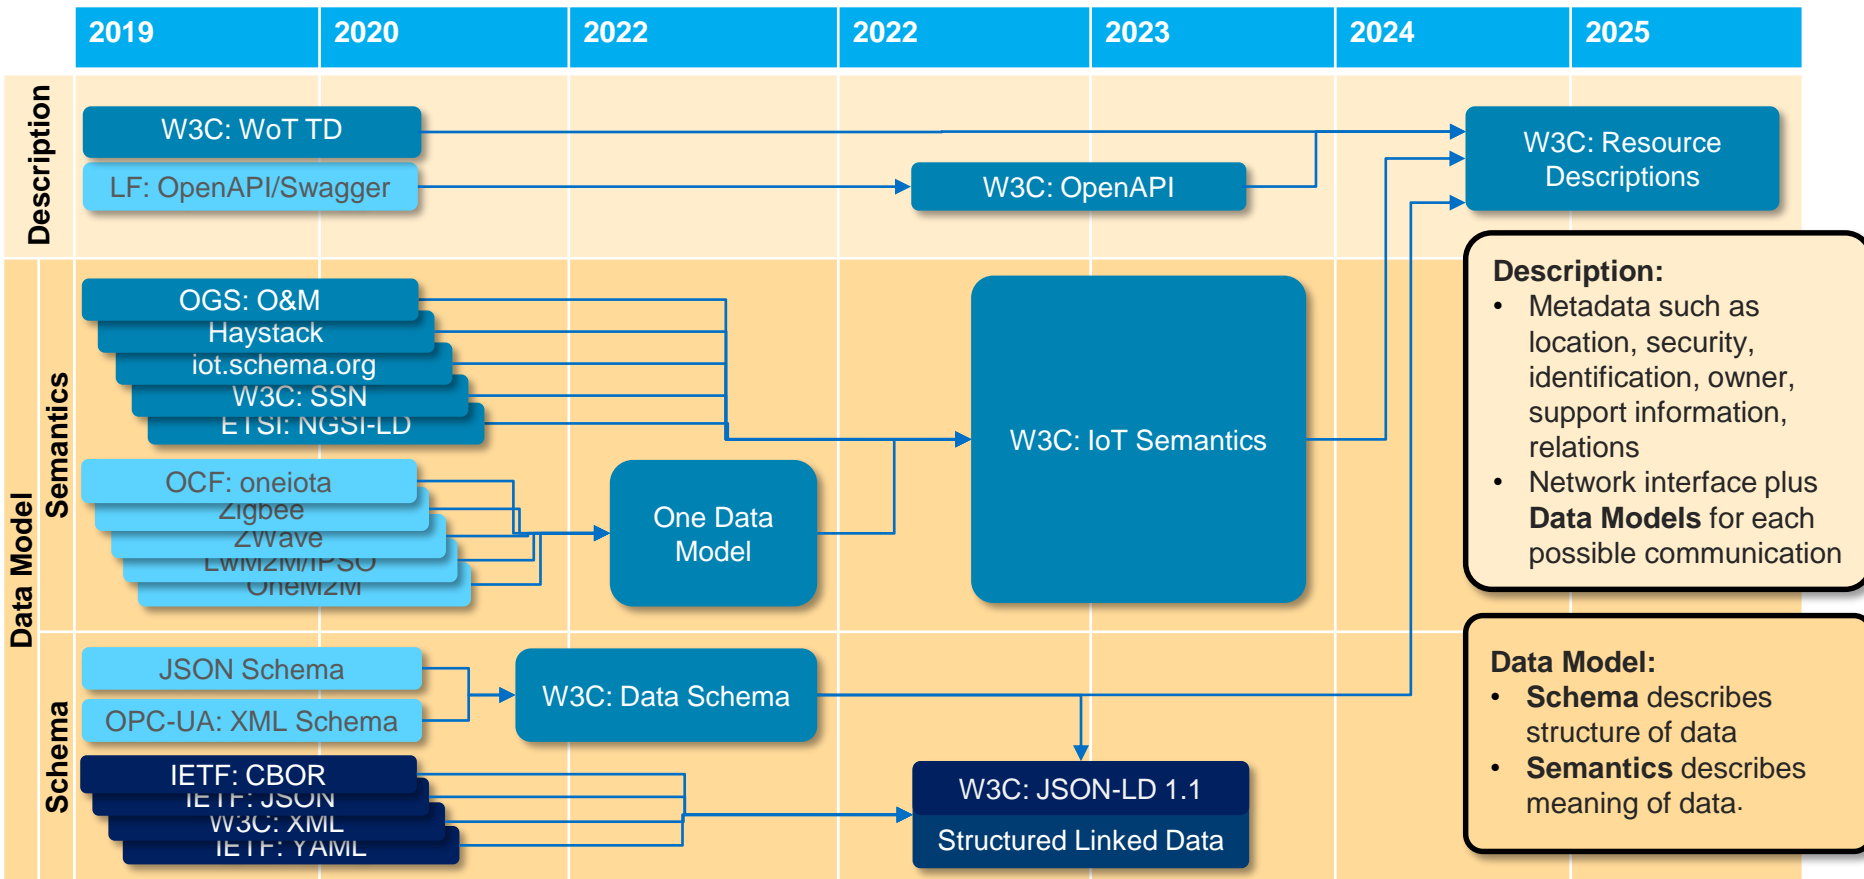 2019
2020
2022
2022
2023
2024
2025
Description
W3C: WoT TD
LF: OpenAPI/Swagger
W3C: OpenAPI
W3C: Resource
Descriptions
Data Model
Semantics
OGS: O&M
Haystack
iot.schema.org
W3C: SSN
ETSI: NGSI-LD
OCF: oneiota
Zigbee
ZWave
LwM2M/IPSO
OneM2M
One Data
Model
W3C: IoT Semantics
Schema
JSON Schema
OPC-UA: XML Schema
W3C: Data Schema
IETF: CBOR
IETF: JSON
W3C: XML
IETF: YAML
W3C: JSON-LD 1.1
Structured Linked Data
Description:
• Metadata such as
location, security,
identification, owner,
support information,
relations
• Network interface plus
Data Models for each
possible communication
Data Model:
• Schema describes
structure of data
• Semantics describes
meaning of data.